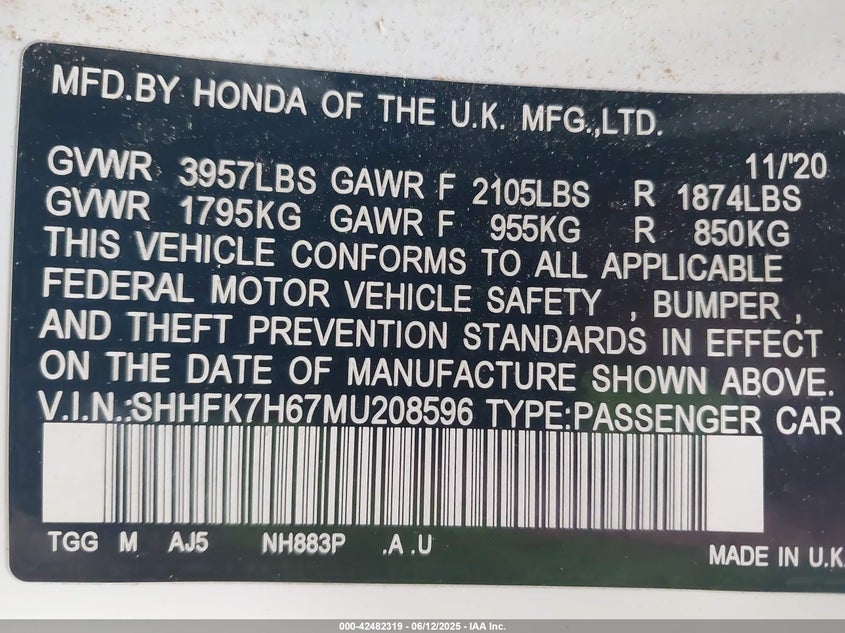 MFD.BY HONDA OF THE U.K. MFG.,LTD.
11/'20
GVWR 3957LBS GAWR F 2105LBS R 1874LBS
GVWR 1795KG GAWR F 955KG R 850KG
THIS VEHICLE CONFORMS TO ALL APPLICABLE
FEDERAL MOTOR VEHICLE SAFETY , BUMPER ,
AND THEFT PREVENTION STANDARDS IN EFFECT
ON THE DATE OF MANUFACTURE SHOWN ABOVE.
V.I.N.:SHHFK7H67MU208596 TYPE:PASSENGER CAR
TGG M AJ5 NH883P .A .U
MADE IN U.K.
000-42482319 - 06/12/2025 - IAA Inc.